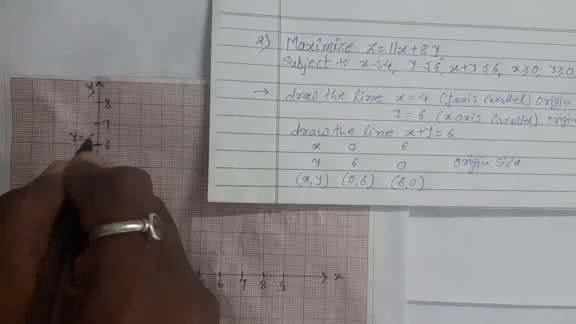 2) Maximize Z = 11x + 8y
Subject to x ≤ 4, y ≤ 6, x + y ≤ 6, x ≥ 0, y ≥ 0
→ draw the line x = 4 (y axis parallel) origin
y = 6 (x axis parallel) origin
draw the line x + y = 6
x 0 6
y 6 0 origin side
(x, y) (0, 6) (6, 0)
y
8
7
y =
6
6 7 8 9
x